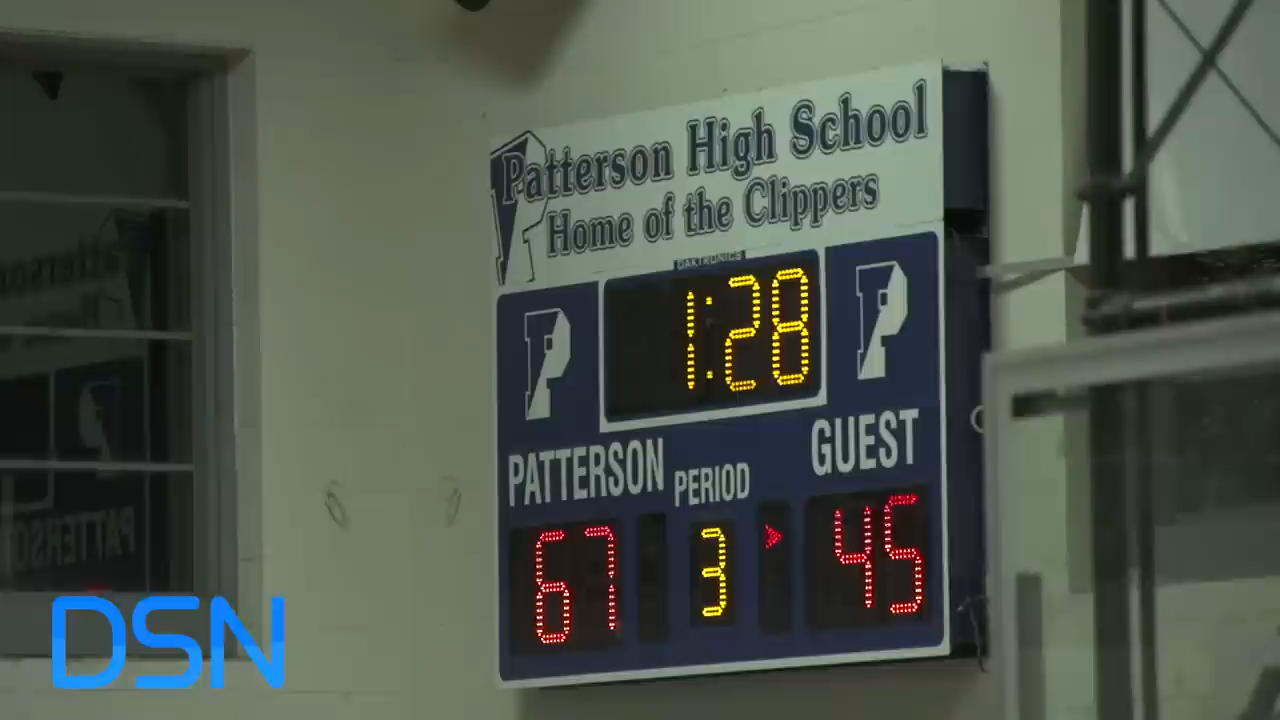 Patterson High School
Home of the Clippers
DAKTRONICS
1:28
P P
PATTERSON PERIOD GUEST
67 3 45
DSN